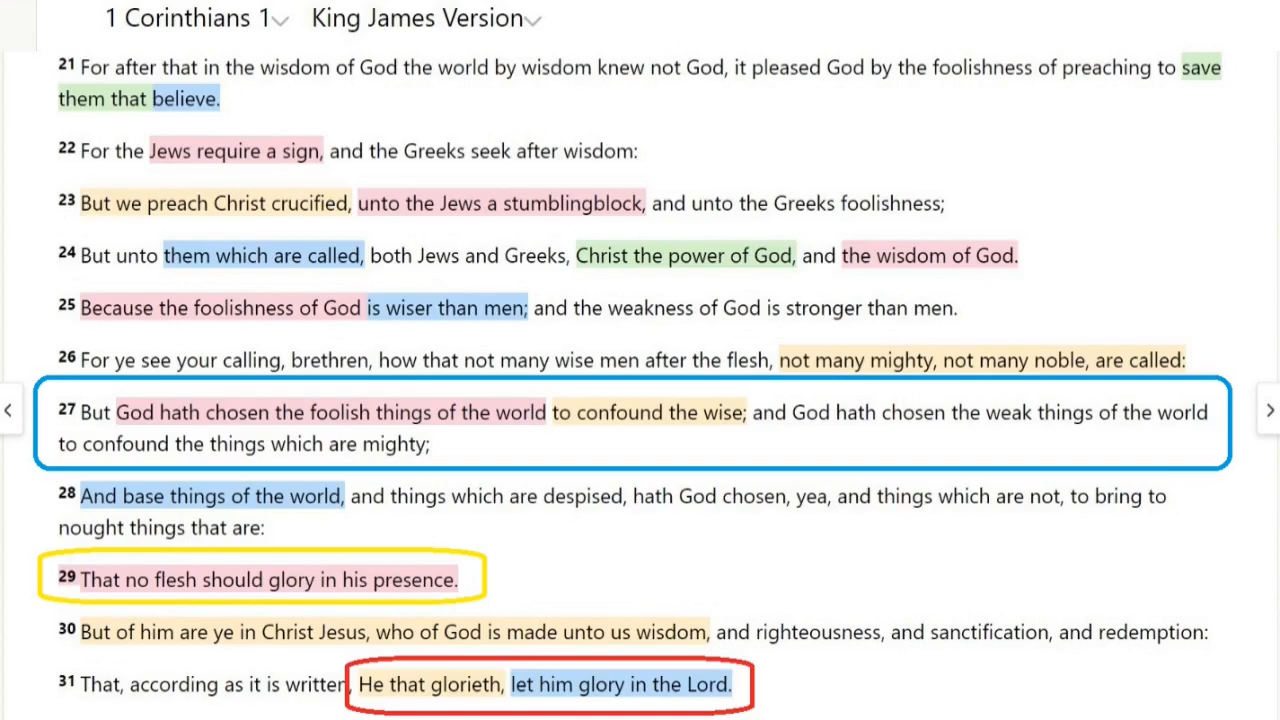 1 Corinthians 1 King James Version
21 For after that in the wisdom of God the world by wisdom knew not God, it pleased God by the foolishness of preaching to save
them that believe.
22 For the Jews require a sign, and the Greeks seek after wisdom:
23 But we preach Christ crucified, unto the Jews a stumblingblock, and unto the Greeks foolishness;
24 But unto them which are called, both Jews and Greeks, Christ the power of God, and the wisdom of God.
25 Because the foolishness of God is wiser than men; and the weakness of God is stronger than men.
26 For ye see your calling, brethren, how that not many wise men after the flesh, not many mighty, not many noble, are called:
27 But God hath chosen the foolish things of the world to confound the wise; and God hath chosen the weak things of the world
to confound the things which are mighty;
28 And base things of the world, and things which are despised, hath God chosen, yea, and things which are not, to bring to
nought things that are:
29 That no flesh should glory in his presence.
30 But of him are ye in Christ Jesus, who of God is made unto us wisdom, and righteousness, and sanctification, and redemption:
31 That, according as it is written, He that glorieth, let him glory in the Lord.